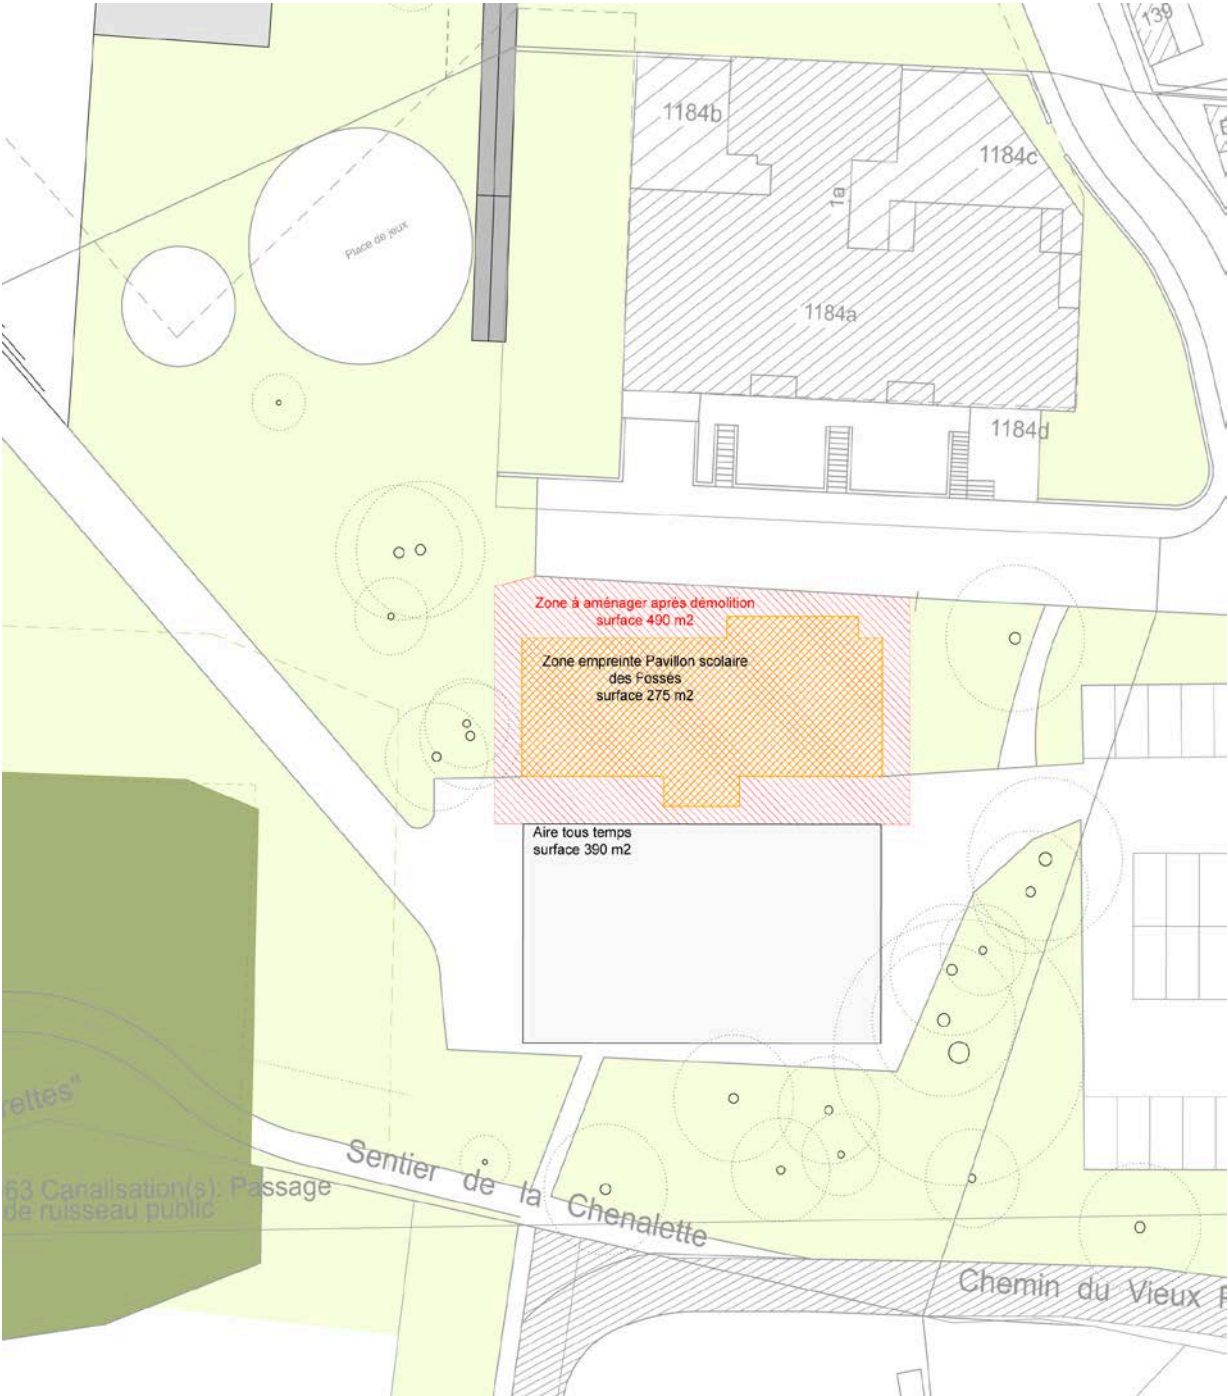 139
1184b
1184c
1a
Place de jeux
1184a
1184d
Zone à aménager après démolition
surface 490 m2
Zone empreinte Pavillon scolaire
des Fossés
surface 275 m2
Aire tous temps
surface 390 m2
rettes"
Sentier de la Chenalette
63 Canalisation(s): Passage
de ruisseau public
Chemin du Vieux